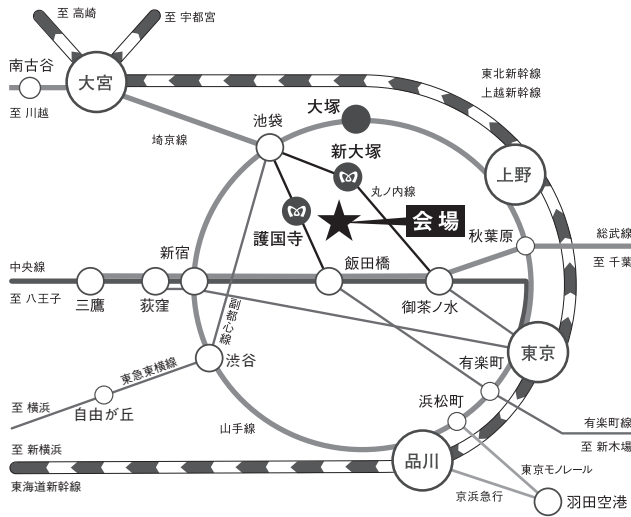 至 高崎
至 宇都宮
南古谷
大宮
至 川越
東北新幹線
上越新幹線
埼京線
池袋
大塚
新大塚
丸ノ内線
上野
護国寺
会場
秋葉原
総武線
至 千葉
新宿
飯田橋
中央線
至 八王子
三鷹
荻窪
御茶ノ水
副都心線
東京
渋谷
有楽町
東急東横線
自由が丘
至 横浜
浜松町
山手線
有楽町線
至 新木場
至 新横浜
品川
東海道新幹線
東京モノレール
京浜急行
羽田空港